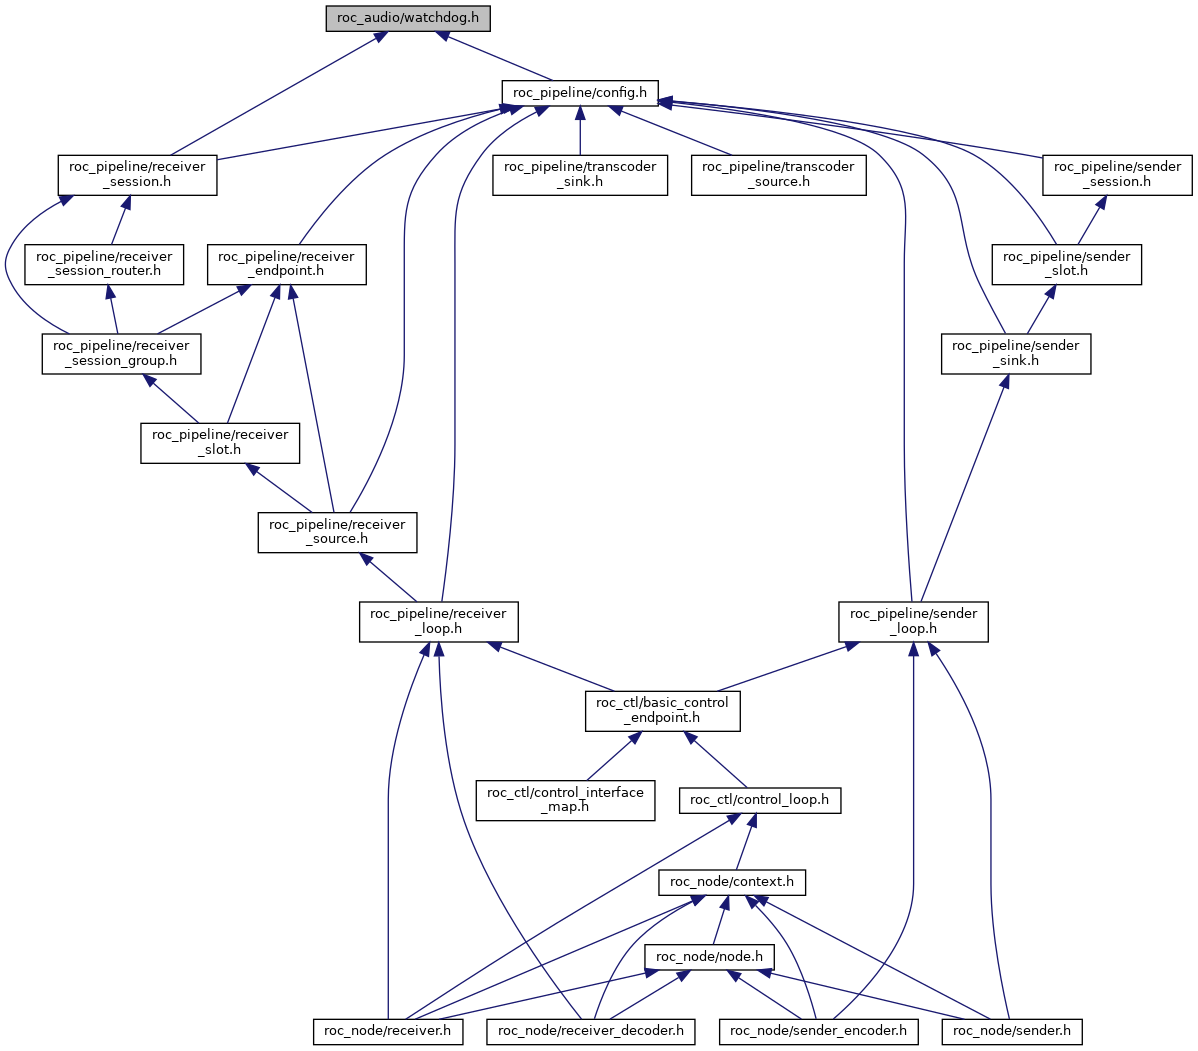 roc_audio/watchdog.h
roc_pipeline/config.h
roc_pipeline/receiver
_session.h
roc_pipeline/transcoder
_sink.h
roc_pipeline/transcoder
_source.h
roc_pipeline/sender
_session.h
roc_pipeline/receiver
_session_router.h
roc_pipeline/receiver
_endpoint.h
roc_pipeline/sender
_slot.h
roc_pipeline/receiver
_session_group.h
roc_pipeline/sender
_sink.h
roc_pipeline/receiver
_slot.h
roc_pipeline/receiver
_source.h
roc_pipeline/receiver
_loop.h
roc_pipeline/sender
_loop.h
roc_ctl/basic_control
_endpoint.h
roc_ctl/control_interface
_map.h
roc_ctl/control_loop.h
roc_node/context.h
roc_node/node.h
roc_node/receiver.h
roc_node/receiver_decoder.h
roc_node/sender_encoder.h
roc_node/sender.h